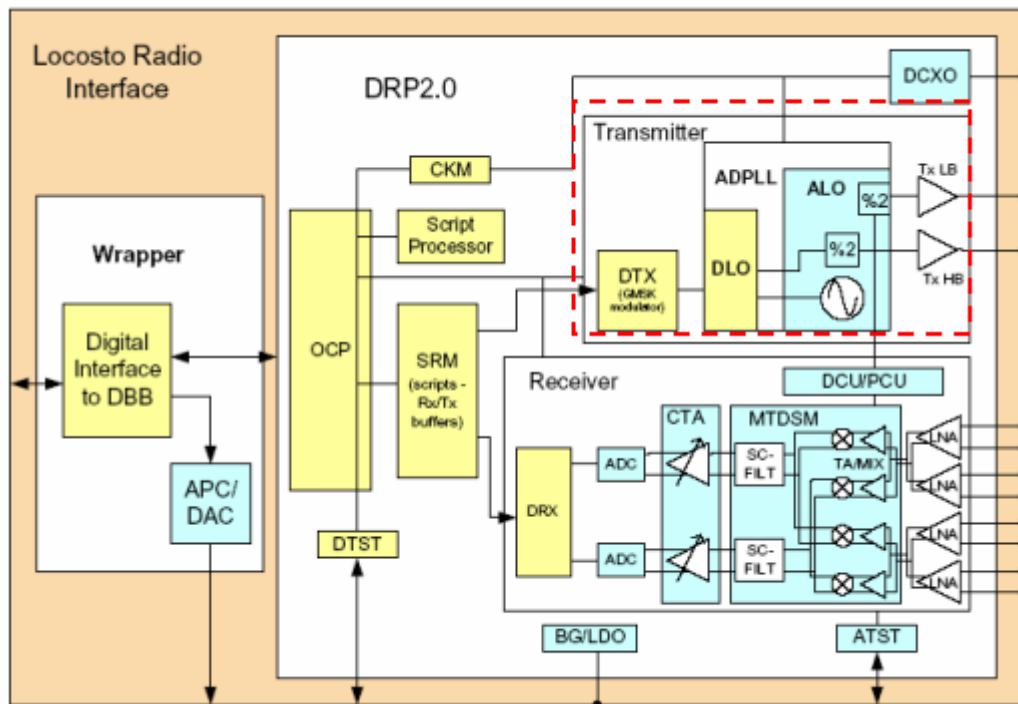 Locosto Radio
Interface
DRP2.0
DCXO
Transmitter
CKM
ADPLL
ALO
Tx LB
%2
Script
Processor
Wrapper
DLO
%2
Tx HB
DTX
(GMSK
modulator)
Digital
Interface
to DBB
OCP
SRM
(scripts -
Rx/Tx
buffers)
Receiver
DCU/PCU
CTA
MTDSM
ADC
SC-
FILT
TA/MIX
LNA
LNA
APC/
DAC
DRX
DTST
ADC
SC-
FILT
LNA
LNA
BG/LDO
ATST